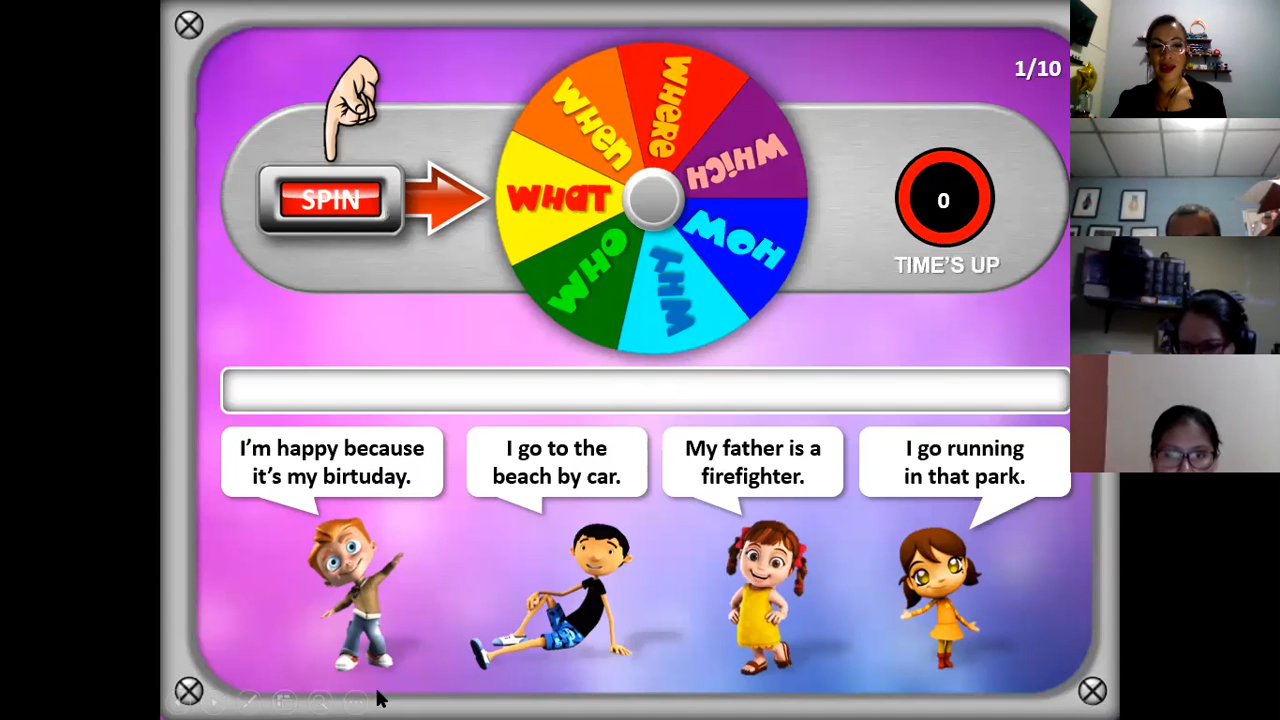 1/10
WHERE
WHEN
WHICH
WHAT
SPIN
HOW
WHO
WHY
0
TIME'S UP
I'm happy because
it's my birtuday.
I go to the
beach by car.
My father is a
firefighter.
I go running
in that park.